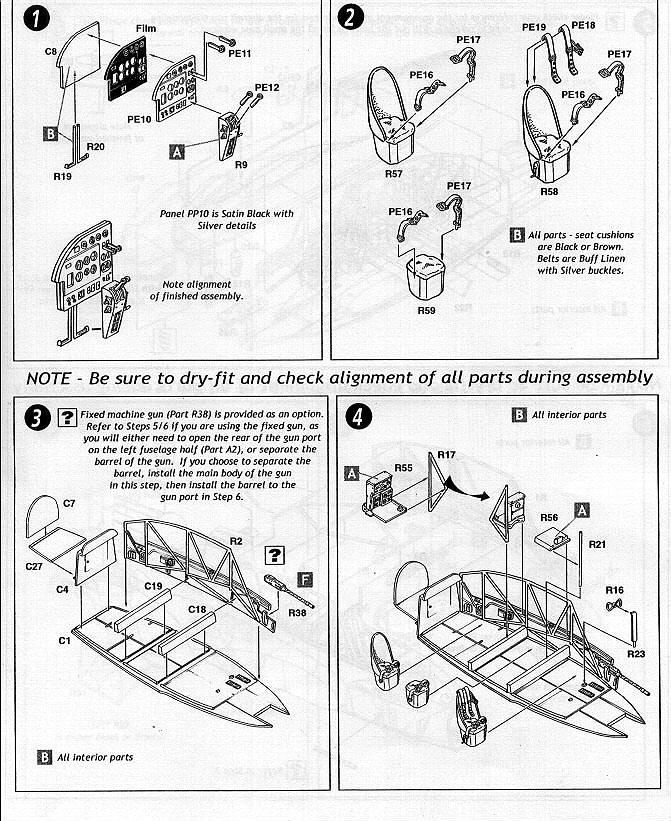 1
Film
C8
PE11
PE12
PE10
B
A
R20
R19
R9
Panel PP10 is Satin Black with
Silver details
Note alignment
of finished assembly.
2
PE19
PE18
PE17
PE17
PE16
PE16
R57
R58
PE17
PE16
R59
B All parts - seat cushions
are Black or Brown.
Belts are Buff Linen
with Silver buckles.
NOTE - Be sure to dry-fit and check alignment of all parts during assembly
3
? Fixed machine gun (Part R38) is provided as an option.
Refer to Steps 5/6 if you are using the fixed gun, as
you will either need to open the rear of the gun port
on the left fuselage half (Part A2), or separate the
barrel of the gun. If you choose to separate the
barrel, install the main body of the gun
in this step, then install the barrel to the
gun port in Step 6.
C7
R2
?
C27
C4
C19
F
C18
R38
C1
B All interior parts
4
B All interior parts
R17
A
R55
A
R56
R21
R16
R23